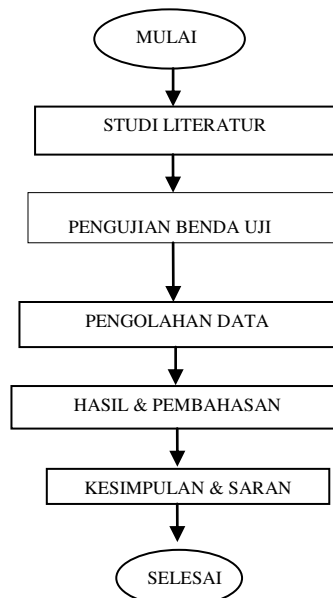 MULAI
STUDI LITERATUR
PENGUJIAN BENDA UJI
PENGOLAHAN DATA
HASIL & PEMBAHASAN
KESIMPULAN & SARAN
SELESAI